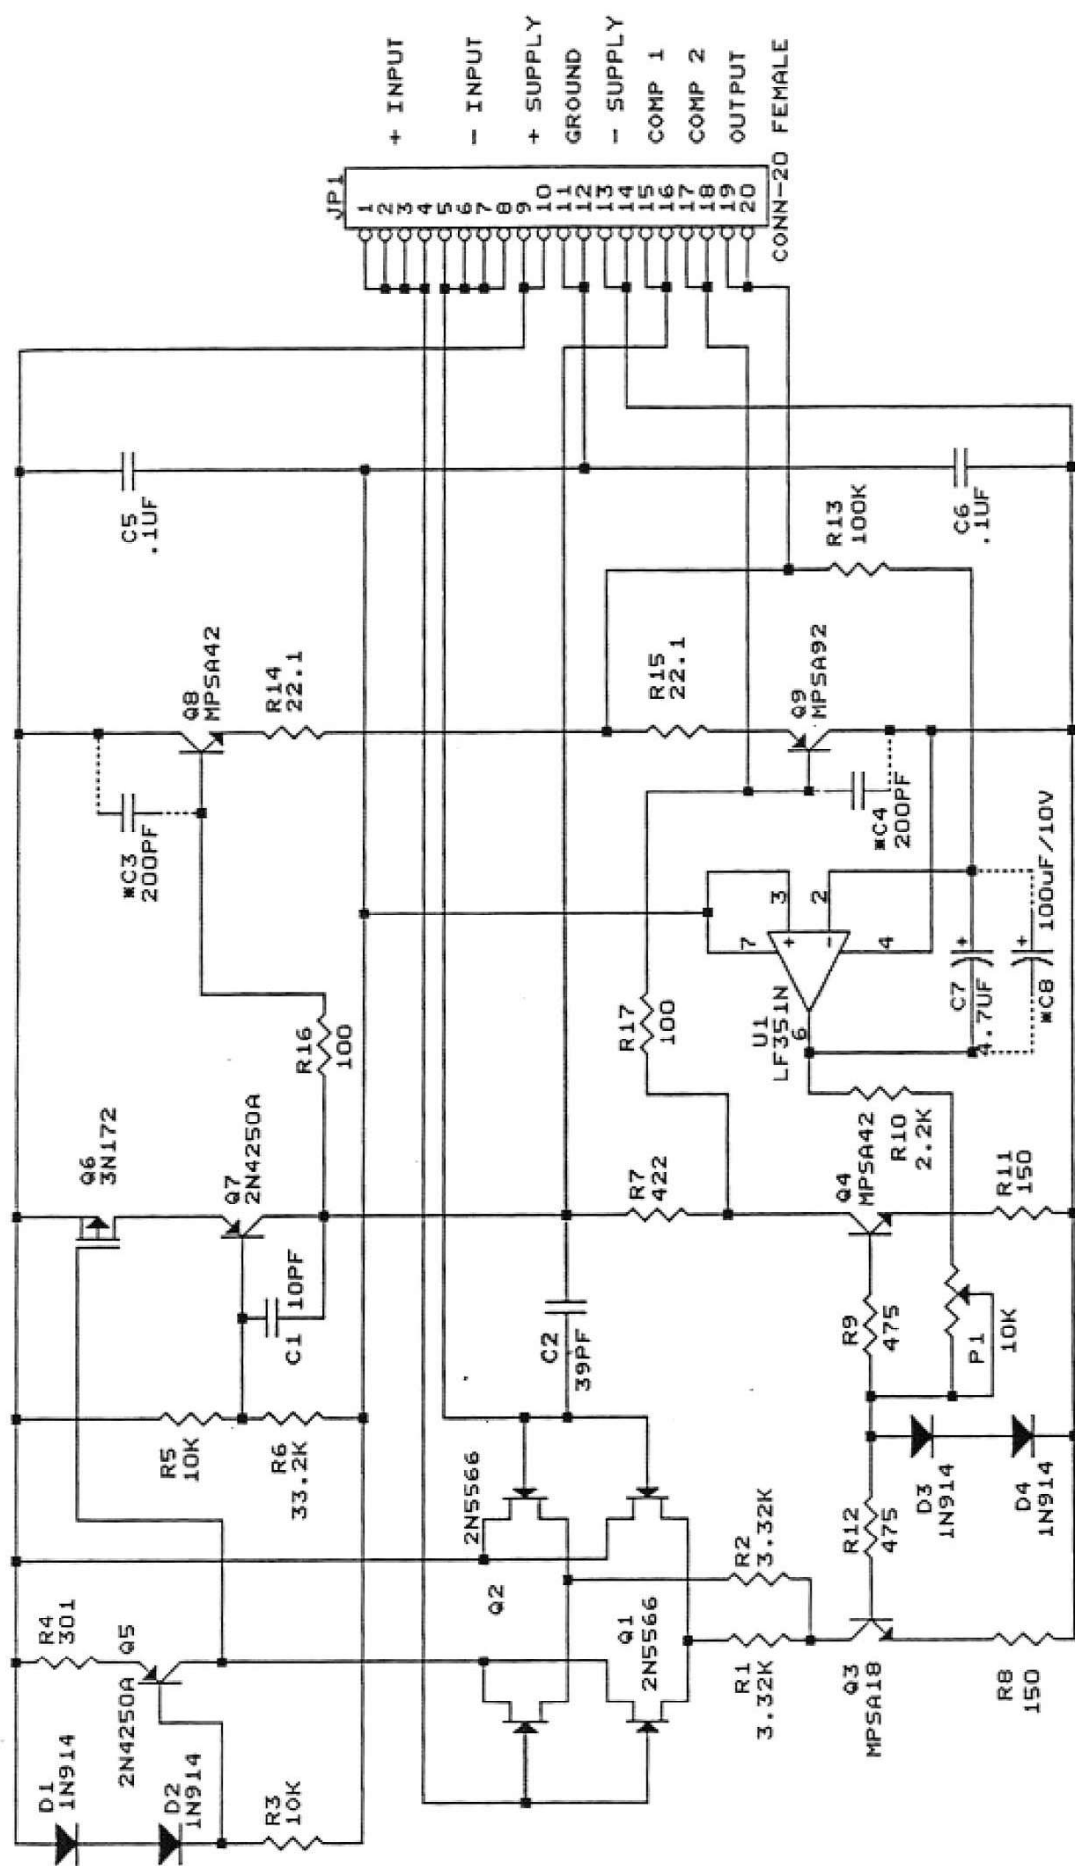 JP1
1
2
3
4
5
6
7
8
9
10
11
12
13
14
15
16
17
18
19
20
CONN-20 FEMALE
+ INPUT
- INPUT
+ SUPPLY
GROUND
- SUPPLY
COMP 1
COMP 2
OUTPUT
D1
1N914
D2
1N914
R3
10K
R4
301
Q5
2N4250A
R5
10K
R6
33.2K
Q6
3N172
Q7
2N4250A
C1
10PF
R16
100
*C3
200PF
Q8
MPSA42
R14
22.1
C5
.1UF
Q2
2N5566
Q1
2N5566
C2
39PF
R1
3.32K
R2
3.32K
Q3
MPSA18
R8
150
R12
475
D3
1N914
D4
1N914
R9
475
P1
10K
R7
422
Q4
MPSA42
R10
2.2K
R11
150
R17
100
U1
LF351N
7
3
+
-
2
4
6
C7
4.7UF
+
*C8
+
100uF/10V
*C4
200PF
R15
22.1
Q9
MPSA92
R13
100K
C6
.1UF